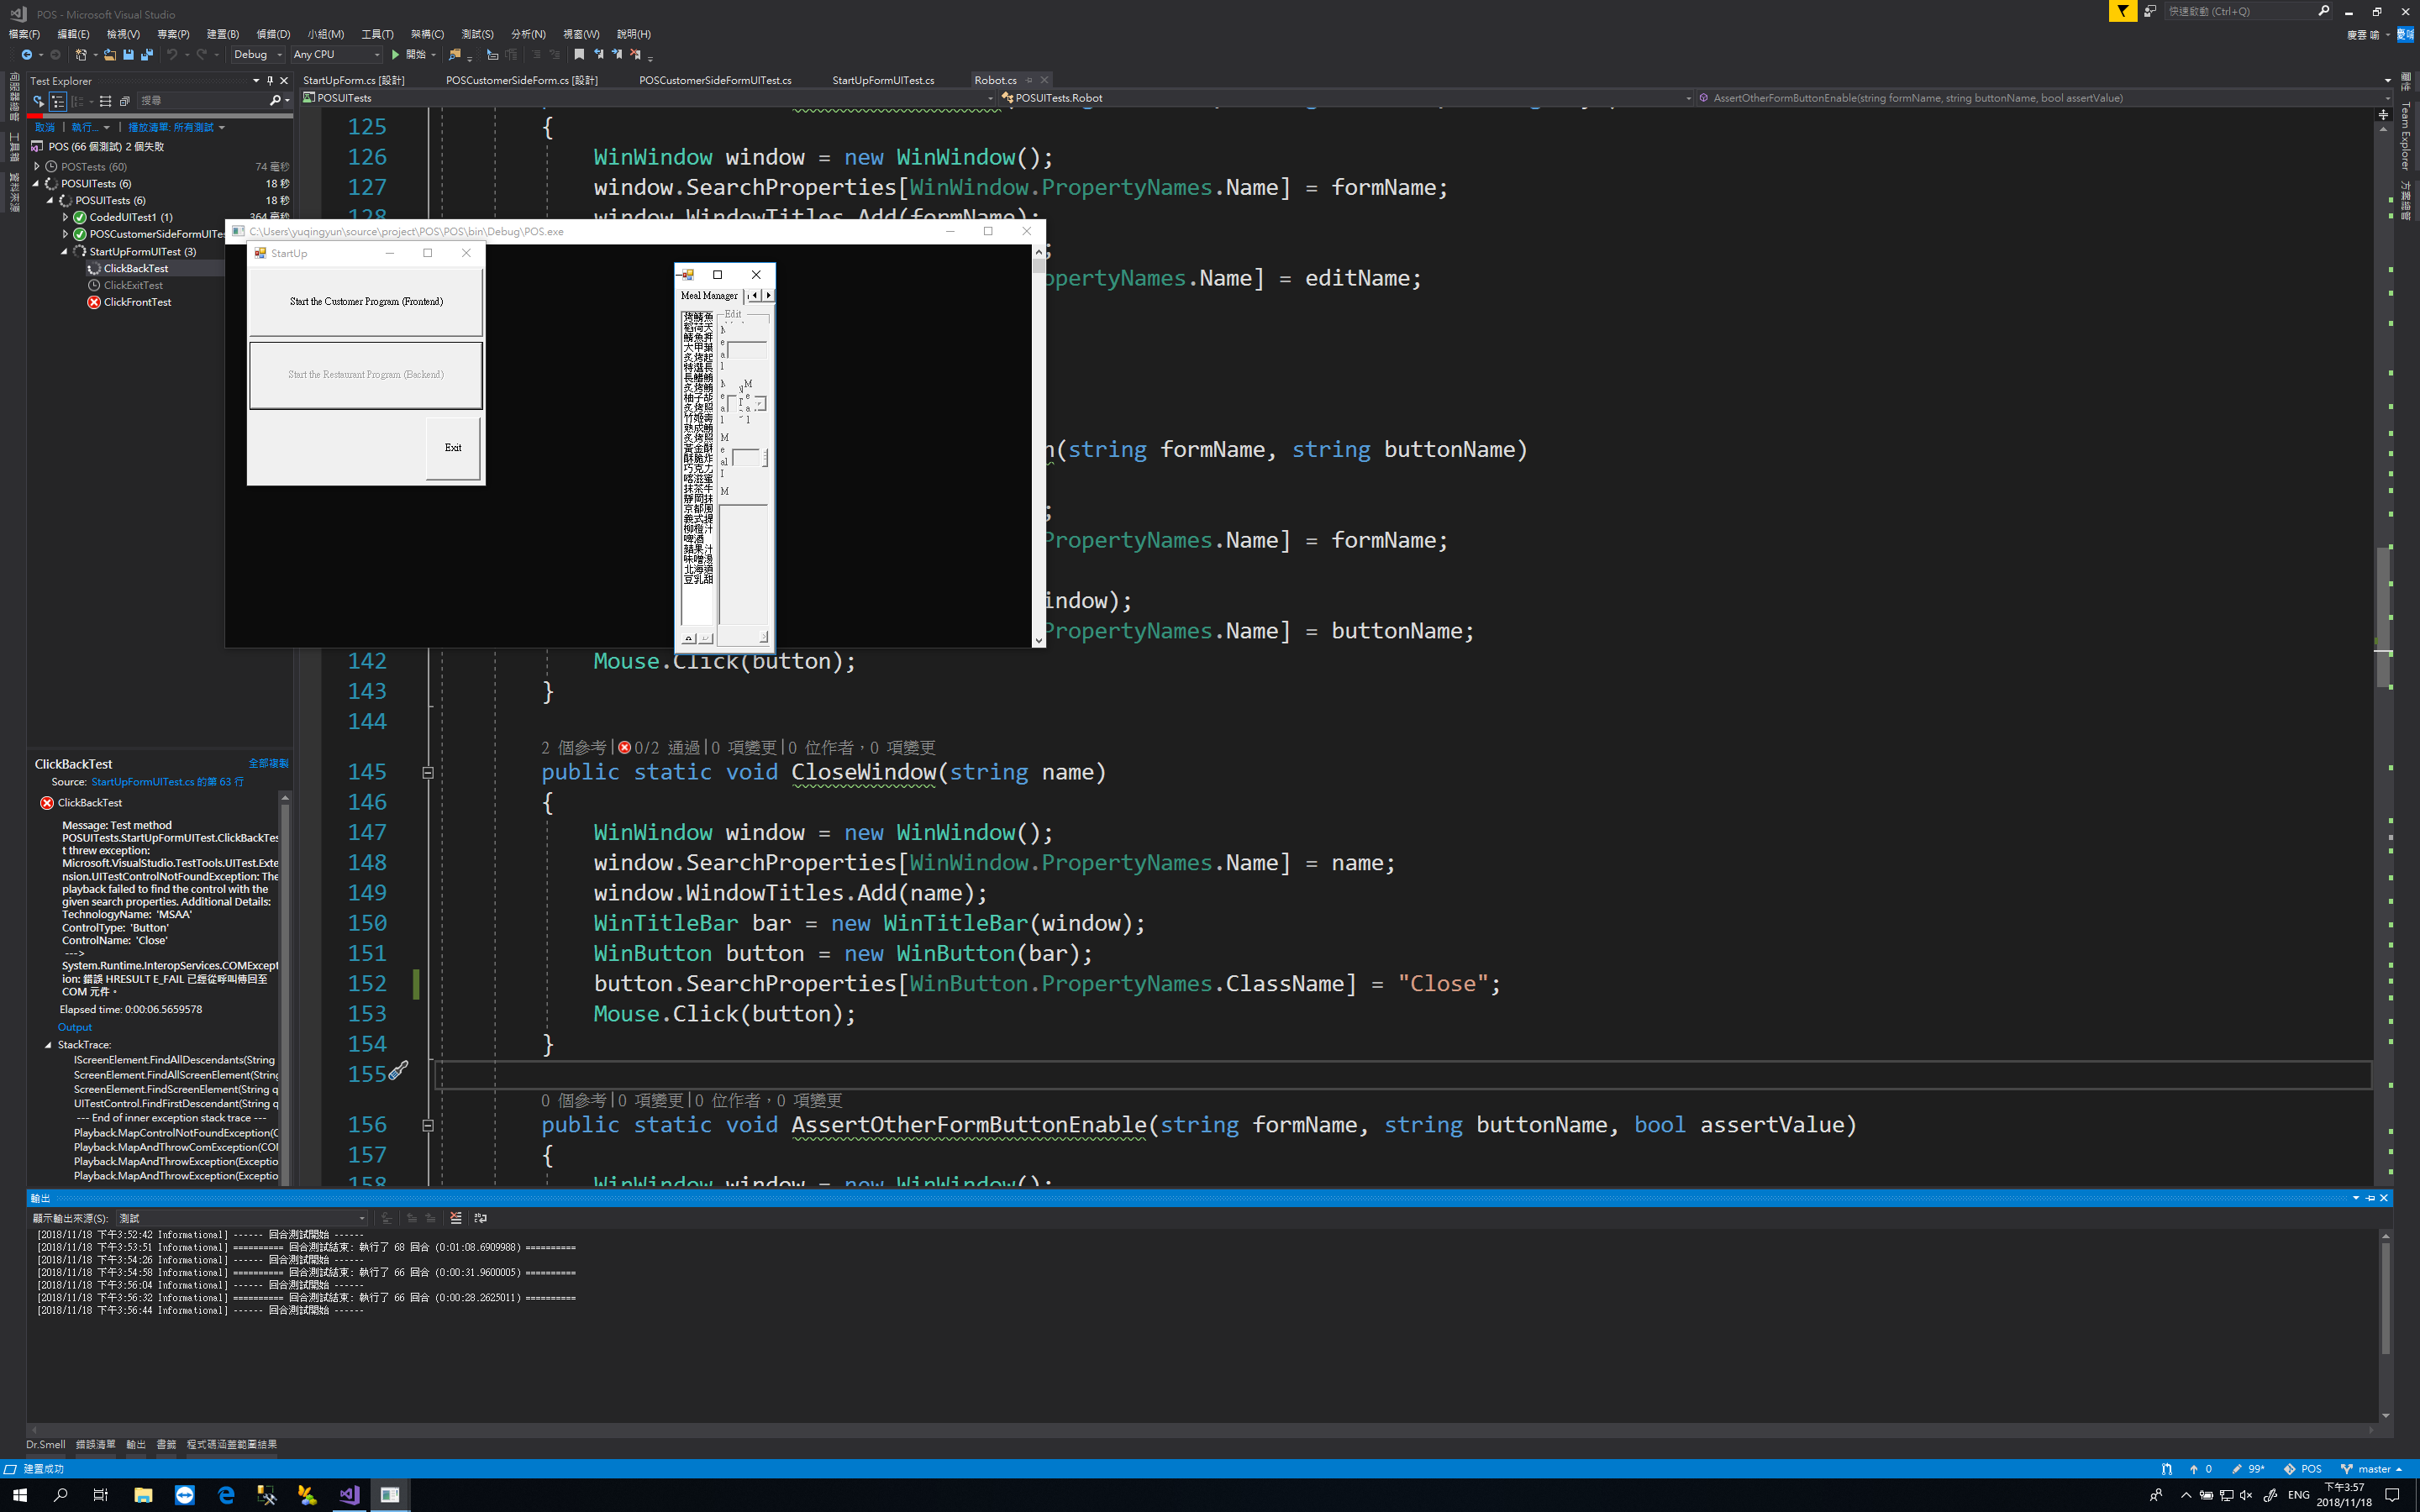 POS - Microsoft Visual Studio
快速啟動 (Ctrl+Q)
檔案(F) 編輯(E) 檢視(V) 專案(P) 建置(B) 偵錯(D) 小組(M) 工具(T) 架構(C) 測試(S) 分析(N) 視窗(W) 說明(H)
慶雲 喻
Debug Any CPU 開始
Test Explorer
StartUpForm.cs [設計] POSCustomerSideForm.cs [設計] POSCustomerSideFormUITest.cs StartUpFormUITest.cs Robot.cs
搜尋
POSUITests POSUITests.Robot AssertOtherFormButtonEnable(string formName, string buttonName, bool assertValue)
取消 | 執行... | 播放清單: 所有測試
POS (66 個測試) 2 個失敗
POSTests (60) 74 毫秒
POSUITests (6) 18 秒
POSUITests (6) 18 秒
CodedUITest1 (1) 364 毫秒
POSCustomerSideFormUITes
StartUpFormUITest (3)
ClickBackTest
ClickExitTest
ClickFrontTest
Team Explorer
125 {
126 WinWindow window = new WinWindow();
127 window.SearchProperties[WinWindow.PropertyNames.Name] = formName;
128 window.WindowTitles.Add(formName);
C:\Users\yuqingyun\source\project\POS\POS\bin\Debug\POS.exe
StartUp
Start the Customer Program (Frontend)
Start the Restaurant Program (Backend)
Exit
Meal Manager
Edit
啤酒
;
opertyNames.Name] = editName;
(string formName, string buttonName)
;
PropertyNames.Name] = formName;
indow);
PropertyNames.Name] = buttonName;
142 Mouse.Click(button);
143 }
144
2 個參考|0/2 通過|0 項變更|0 位作者，0 項變更
145 public static void CloseWindow(string name)
146 {
147 WinWindow window = new WinWindow();
148 window.SearchProperties[WinWindow.PropertyNames.Name] = name;
149 window.WindowTitles.Add(name);
150 WinTitleBar bar = new WinTitleBar(window);
151 WinButton button = new WinButton(bar);
152 button.SearchProperties[WinButton.PropertyNames.ClassName] = "Close";
153 Mouse.Click(button);
154 }
155
0 個參考|0 項變更|0 位作者，0 項變更
156 public static void AssertOtherFormButtonEnable(string formName, string buttonName, bool assertValue)
157 {
158 WinWindow window = new WinWindow();
ClickBackTest 全部複製
Source: StartUpFormUITest.cs 的第 63 行
ClickBackTest
Message: Test method
POSUITests.StartUpFormUITest.ClickBackTes
t threw exception:
Microsoft.VisualStudio.TestTools.UITest.Exte
nsion.UITestControlNotFoundException: The
playback failed to find the control with the
given search properties. Additional Details:
TechnologyName: 'MSAA'
ControlType: 'Button'
ControlName: 'Close'
--->
System.Runtime.InteropServices.COMExcept
ion: 錯誤 HRESULT E_FAIL 已經從呼叫傳回至
COM 元件。
Elapsed time: 0:00:06.5659578
Output
StackTrace:
IScreenElement.FindAllDescendants(String
ScreenElement.FindAllScreenElement(String
ScreenElement.FindScreenElement(String q
UITestControl.FindFirstDescendant(String q
--- End of inner exception stack trace ---
Playback.MapControlNotFoundException(C
Playback.MapAndThrowComException(COI
Playback.MapAndThrowException(Exceptio
Playback.MapAndThrowException(Exceptio
輸出
顯示輸出來源(S): 測試
[2018/11/18 下午3:52:42 Informational] ------ 回合測試開始 ------
[2018/11/18 下午3:53:51 Informational] ========== 回合測試結束: 執行了 68 回合 (0:01:08.6909988) ==========
[2018/11/18 下午3:54:26 Informational] ------ 回合測試開始 ------
[2018/11/18 下午3:54:58 Informational] ========== 回合測試結束: 執行了 66 回合 (0:00:31.9600005) ==========
[2018/11/18 下午3:56:04 Informational] ------ 回合測試開始 ------
[2018/11/18 下午3:56:32 Informational] ========== 回合測試結束: 執行了 66 回合 (0:00:28.2625011) ==========
[2018/11/18 下午3:56:44 Informational] ------ 回合測試開始 ------
Dr.Smell 錯誤清單 輸出 書籤 程式碼涵蓋範圍結果
建置成功
0 99* POS master
ENG 下午3:57
2018/11/18